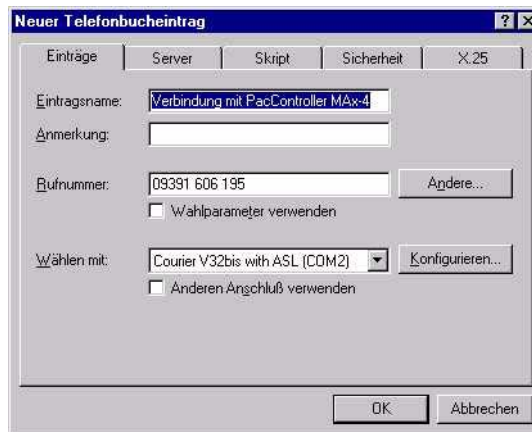 Neuer Telefonbucheintrag
Einträge Server Skript Sicherheit X.25
Eintragsname: Verbindung mit PacController MAx-4
Anmerkung:
Rufnummer: 09391 606 195 Andere...
Wahlparameter verwenden
Wählen mit: Courier V32bis with ASL (COM2) Konfigurieren...
Anderen Anschluß verwenden
OK Abbrechen